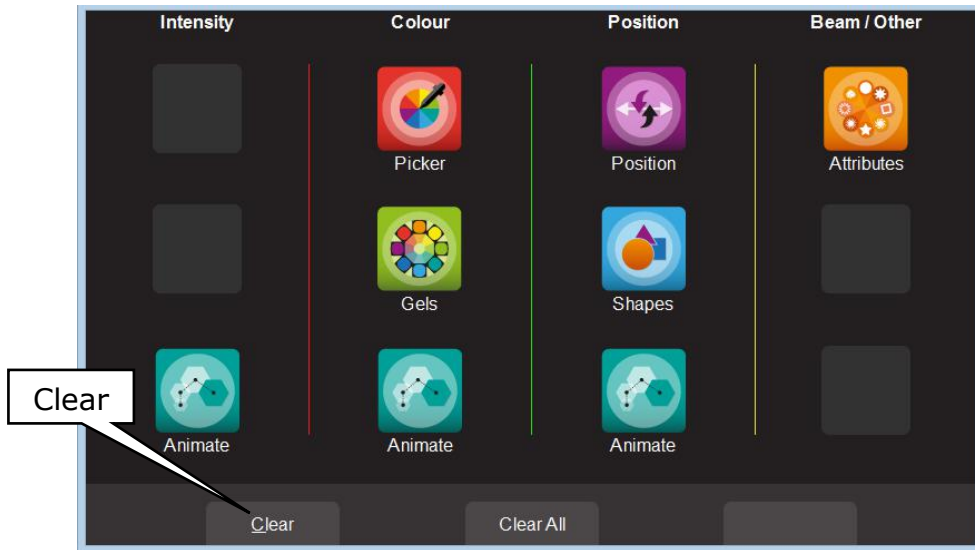 Intensity Colour Position Beam / Other
Picker Position Attributes
Gels Shapes
Clear
Animate Animate Animate
Clear Clear All